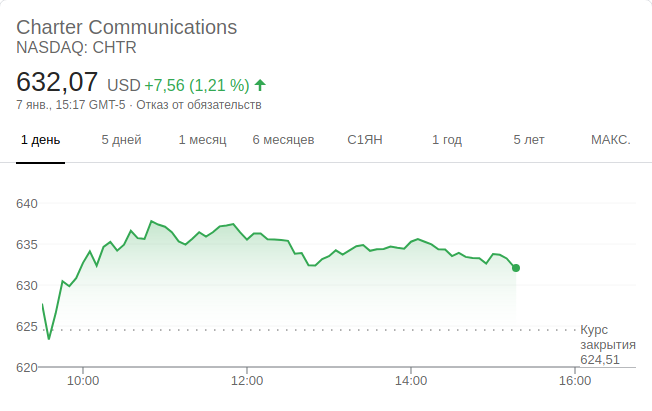 Charter Communications
NASDAQ: CHTR
632,07 USD +7,56 (1,21 %) ↑
7 янв., 15:17 GMT-5 · Отказ от обязательств
1 день 5 дней 1 месяц 6 месяцев С1ЯН 1 год 5 лет МАКС.
640
635
630
625
620
Курс
закрытия
624,51
10:00 12:00 14:00 16:00